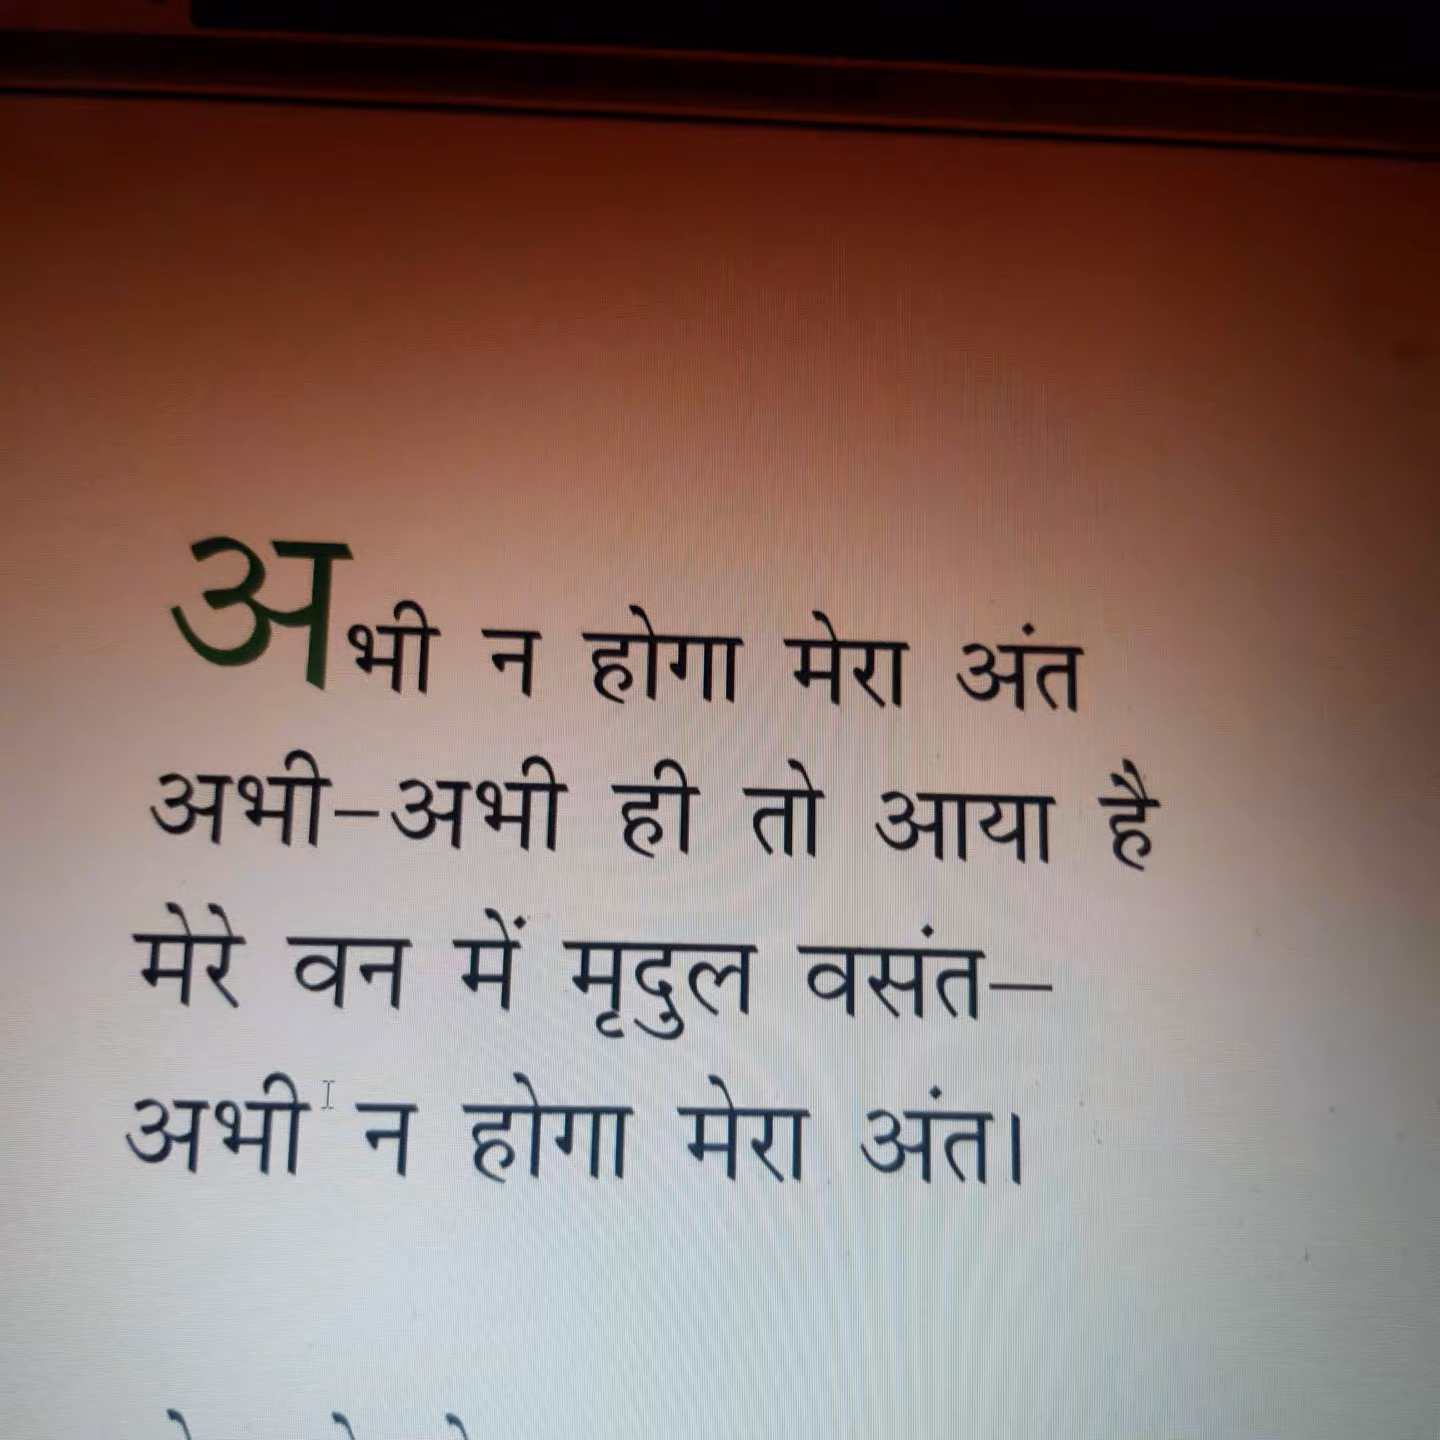 अभी न होगा मेरा अंत
अभी-अभी ही तो आया है
मेरे वन में मृदुल वसंत–
अभी न होगा मेरा अंत।